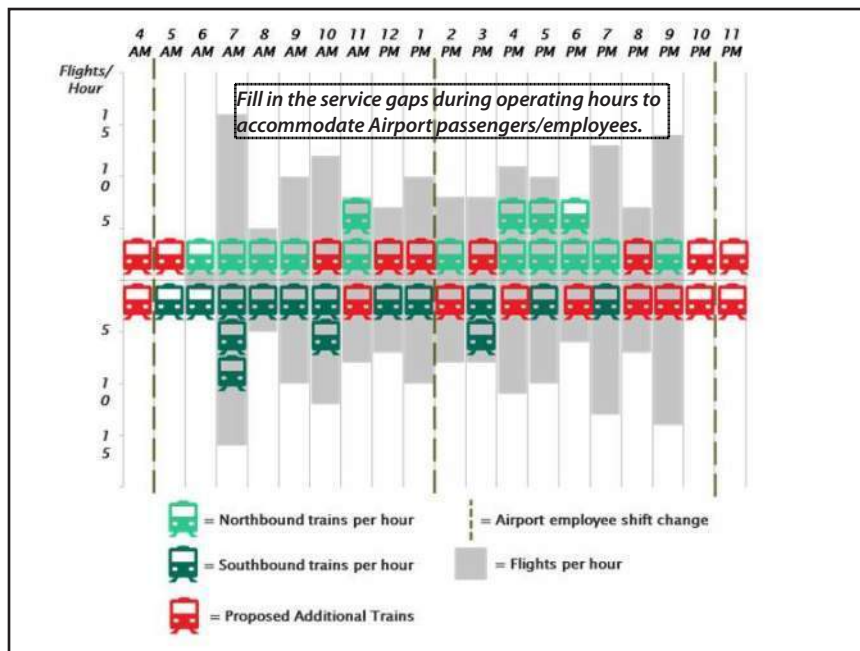 4 5 6 7 8 9 10 11 12 1 2 3 4 5 6 7 8 9 10 11
AM AM AM AM AM AM AM AM PM PM PM PM PM PM PM PM PM PM PM PM
Flights/
Hour
Fill in the service gaps during operating hours to
accommodate Airport passengers/employees.
15
10
5
5
10
15
= Northbound trains per hour
= Airport employee shift change
= Southbound trains per hour
= Flights per hour
= Proposed Additional Trains